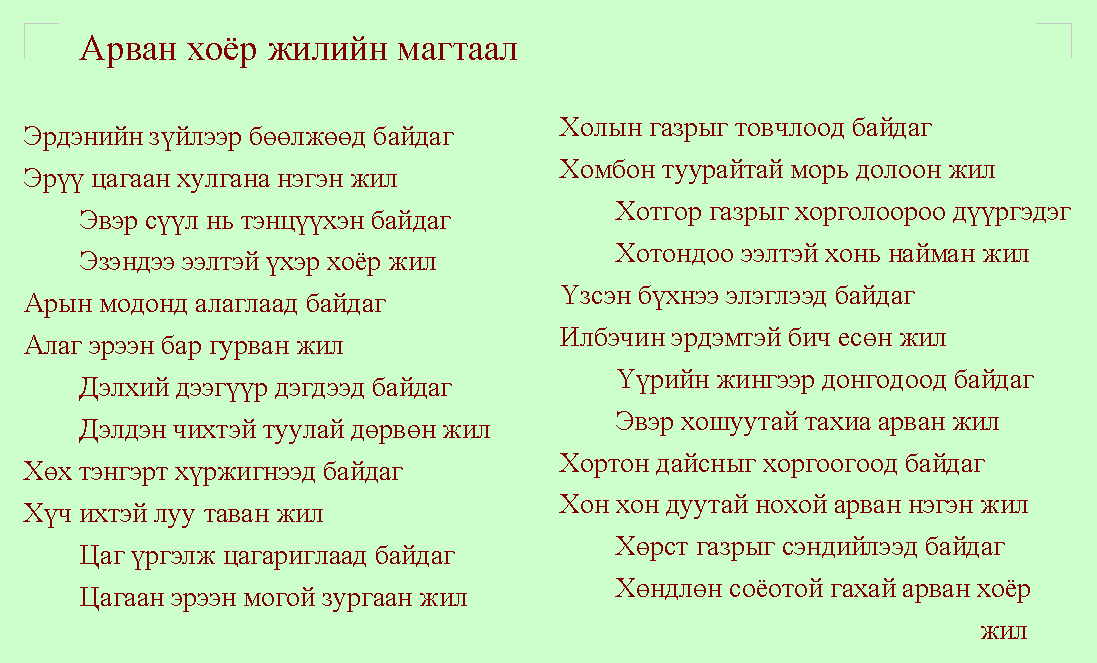 Арван хоёр жилийн магтаал
Эрдэнийн зүйлээр бөөлжөөд байдаг
Эрүү цагаан хулгана нэгэн жил
Эвэр сүүл нь тэнцүүхэн байдаг
Эзэндээ ээлтэй үхэр хоёр жил
Арын модонд алаглаад байдаг
Алаг эрээн бар гурван жил
Дэлхий дээгүүр дэгдээд байдаг
Дэлдэн чихтэй туулай дөрвөн жил
Хөх тэнгэрт хүржигнээд байдаг
Хүч ихтэй луу таван жил
Цаг үргэлж цагариглаад байдаг
Цагаан эрээн могой зургаан жил
Холын газрыг товчлоод байдаг
Хомбон туурайтай морь долоон жил
Хотгор газрыг хорголоороо дүүргэдэг
Хотондоо ээлтэй хонь найман жил
Үзсэн бүхнээ элэглээд байдаг
Илбэчин эрдэмтэй бич есөн жил
Үүрийн жингээр донгодоод байдаг
Эвэр хошуутай тахиа арван жил
Хортон дайсныг хоргоогоод байдаг
Хон хон дуутай нохой арван нэгэн жил
Хөрст газрыг сэндийлээд байдаг
Хөндлөн соёотой гахай арван хоёр
жил